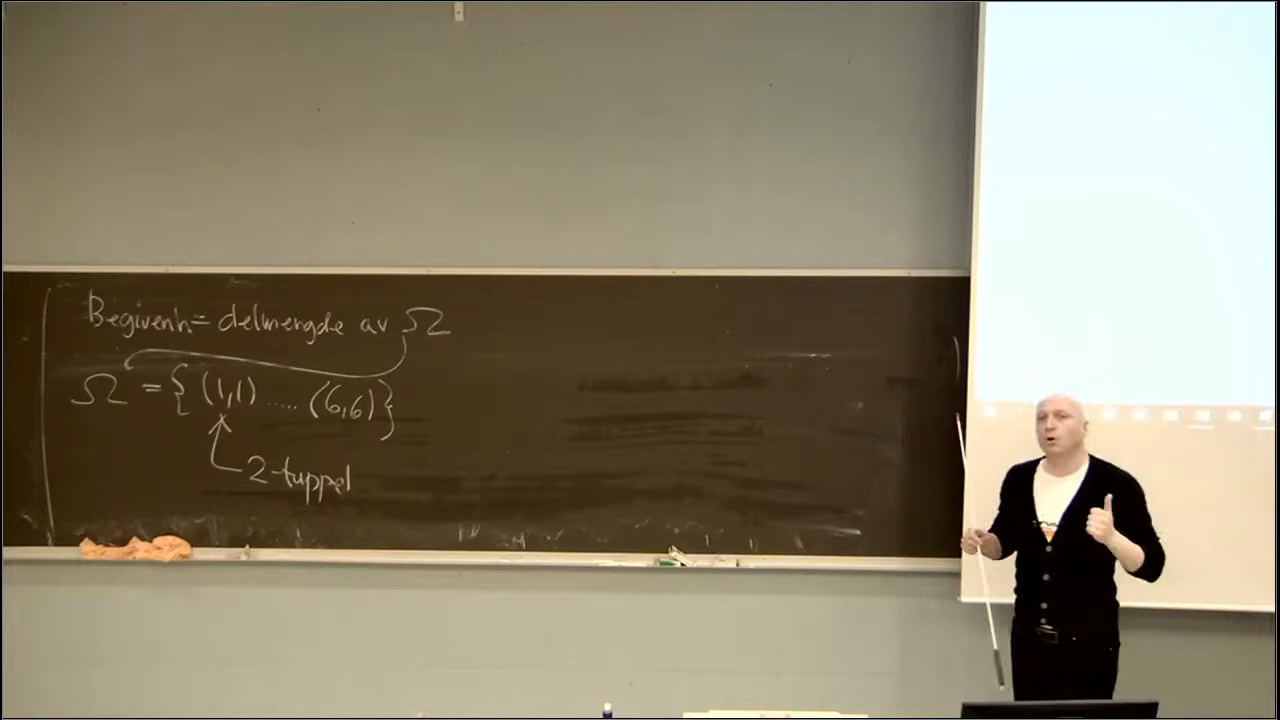 Begivenh = delmengde av Ω
Ω = {(1,1) ..... (6,6)}
2-tuppel